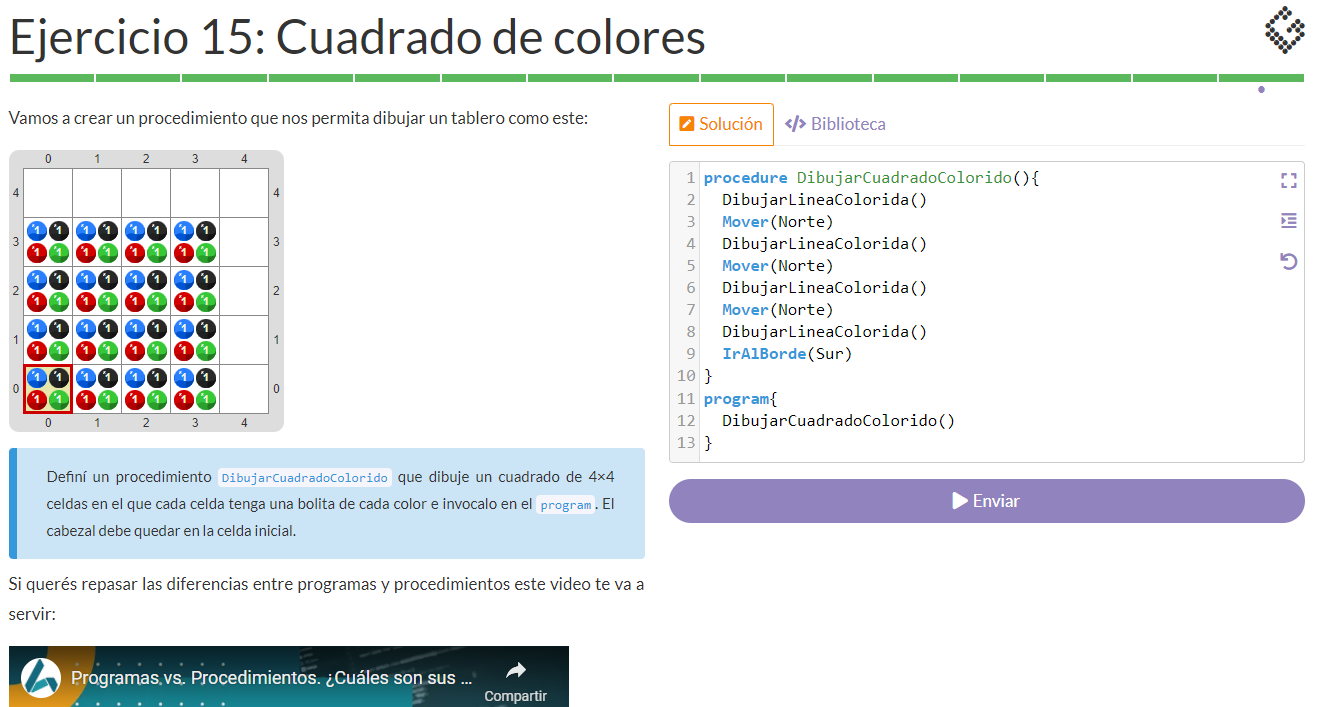 Ejercicio 15: Cuadrado de colores
Vamos a crear un procedimiento que nos permita dibujar un tablero como este:
0 1 2 3 4
4 4
1 1 1 1 1 1 1 1
3 3
1 1 1 1 1 1 1 1
1 1 1 1 1 1 1 1
2 2
1 1 1 1 1 1 1 1
1 1 1 1 1 1 1 1
1 1
1 1 1 1 1 1 1 1
1 1 1 1 1 1 1 1
0 0
1 1 1 1 1 1 1 1
0 1 2 3 4
Definí un procedimiento DibujarCuadradoColorido que dibuje un cuadrado de 4×4
celdas en el que cada celda tenga una bolita de cada color e invocalo en el program. El
cabezal debe quedar en la celda inicial.
Si querés repasar las diferencias entre programas y procedimientos este video te va a
servir:
Programas vs. Procedimientos. ¿Cuáles son sus ...
Compartir
Solución
Biblioteca
1 procedure DibujarCuadradoColorido(){
2 DibujarLineaColorida()
3 Mover(Norte)
4 DibujarLineaColorida()
5 Mover(Norte)
6 DibujarLineaColorida()
7 Mover(Norte)
8 DibujarLineaColorida()
9 IrAlBorde(Sur)
10 }
11 program{
12 DibujarCuadradoColorido()
13 }
Enviar